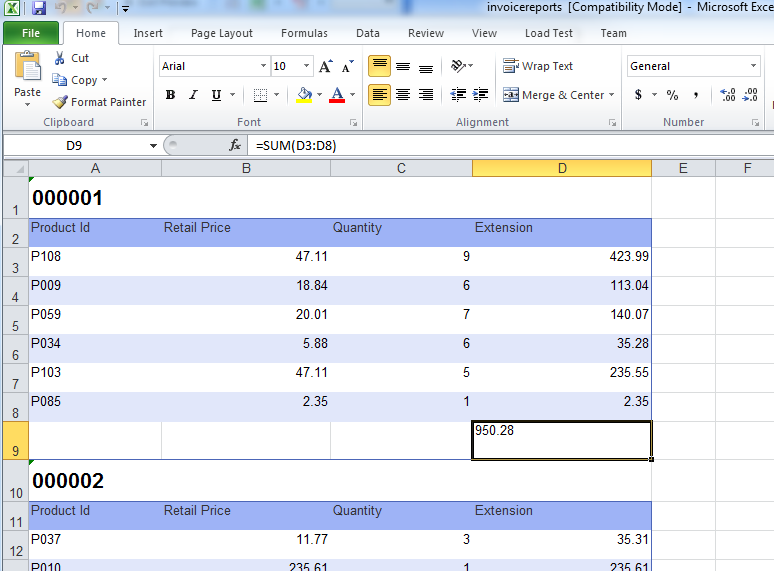 invoicereports [Compatibility Mode] - Microsoft Exce
File Home Insert Page Layout Formulas Data Review View Load Test Team
Cut
Copy
Format Painter
Paste
Clipboard
Arial 10 A A
B I U A
Font
Wrap Text
Merge & Center
Alignment
General
$ % ,
.00 .0
Number
D9 fx =SUM(D3:D8)
A B C D E F
1 000001
2 Product Id Retail Price Quantity Extension
3 P108 47.11 9 423.99
4 P009 18.84 6 113.04
5 P059 20.01 7 140.07
6 P034 5.88 6 35.28
7 P103 47.11 5 235.55
8 P085 2.35 1 2.35
9 950.28
10 000002
11 Product Id Retail Price Quantity Extension
12 P037 11.77 3 35.31
P010 235.61 1 235.61